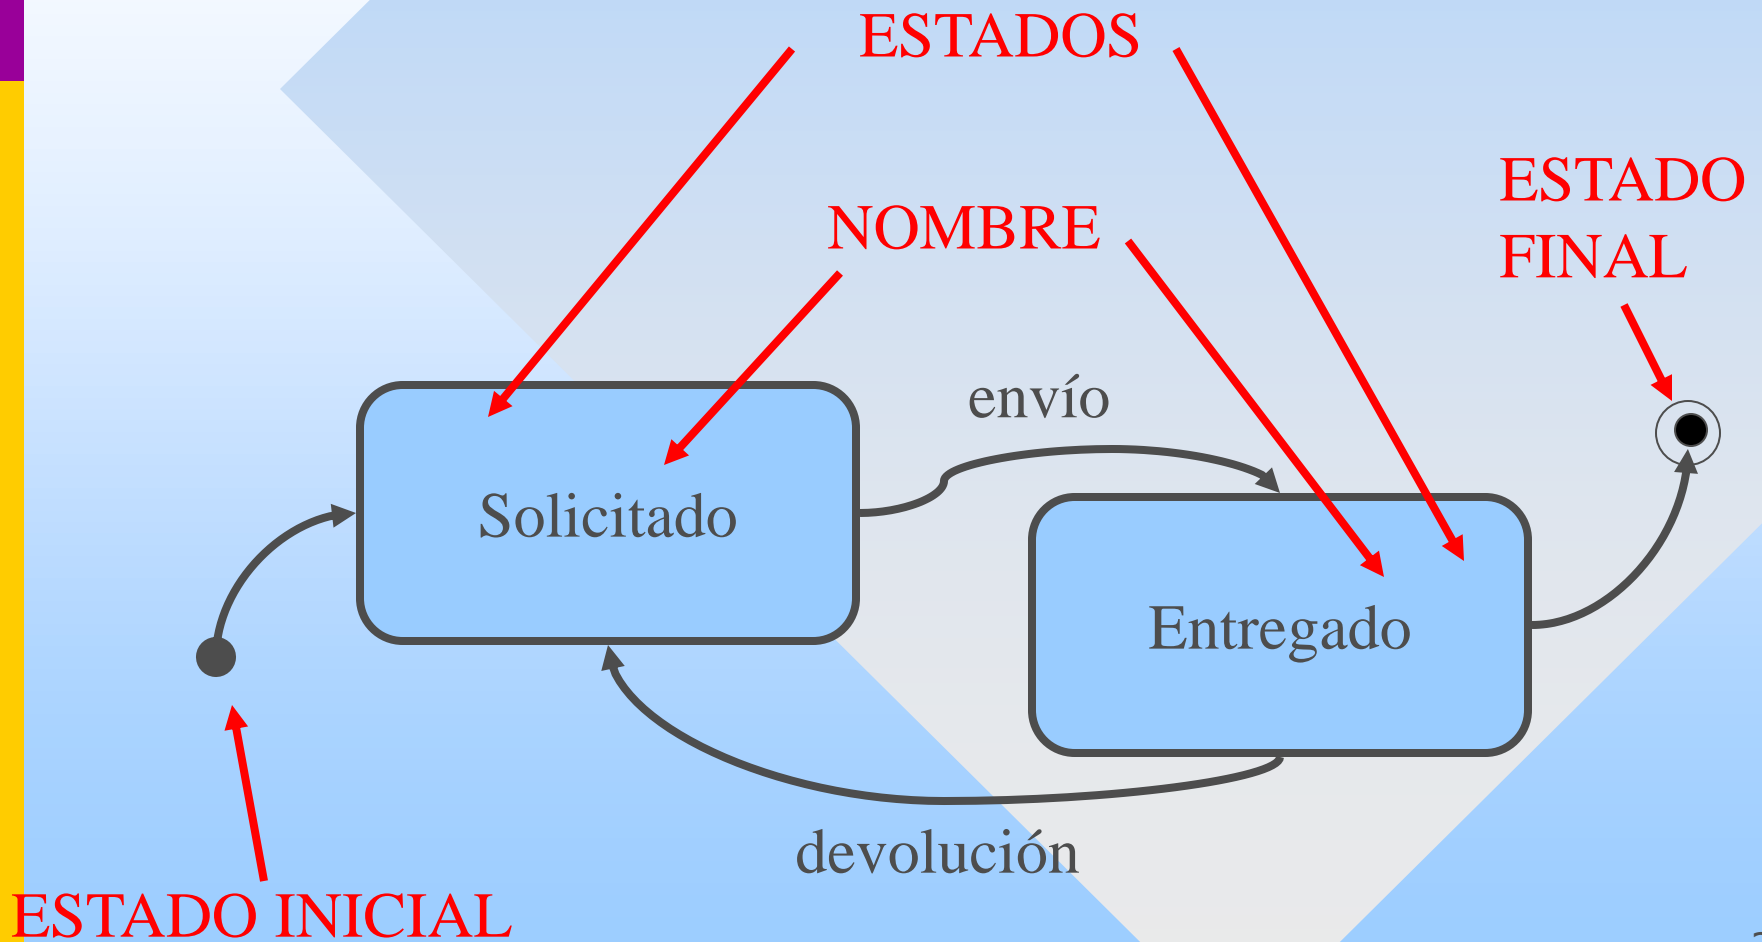 ESTADOS
ESTADO
NOMBRE
FINAL
envío
Solicitado
Entregado
devolución
ESTADO INICIAL